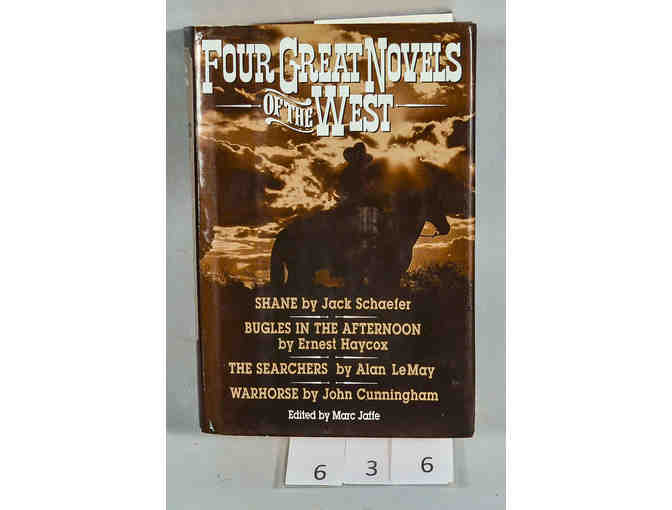 FOUR GREAT NOVELS
OF THE WEST
SHANE by Jack Schaefer
BUGLES IN THE AFTERNOON
by Ernest Haycox
THE SEARCHERS by Alan LeMay
WARHORSE by John Cunningham
Edited by Marc Jaffe
6 3 6